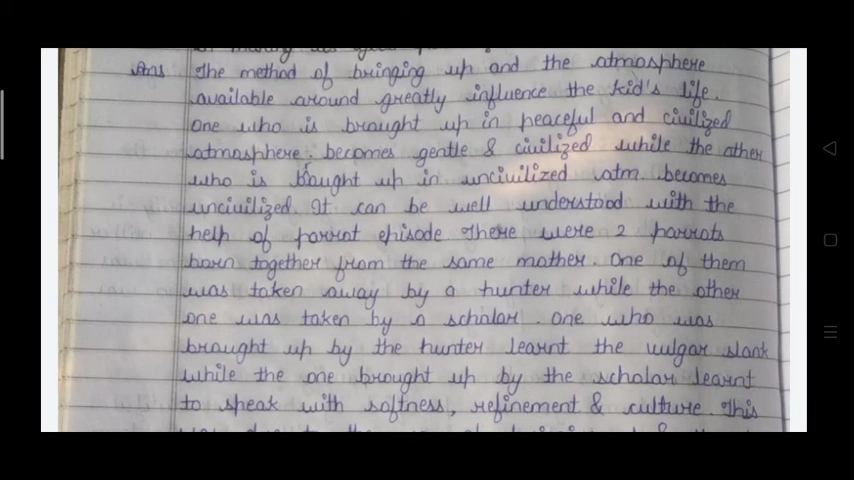 Ans The method of bringing up and the atmosphere
available around greatly influence the kid's life.
One who is brought up in peaceful and civilized
atmosphere. becomes gentle & civilized while the other
who is brought up in uncivilized atm. becomes
uncivilized. It can be well understood with the
help of parrot episode There were 2 parrots
born together from the same mother. One of them
was taken away by a hunter while the other
one was taken by a scholar. One who was
brought up by the hunter learnt the vulgar slank
while the one brought up by the scholar learnt
to speak with softness, refinement & culture. This